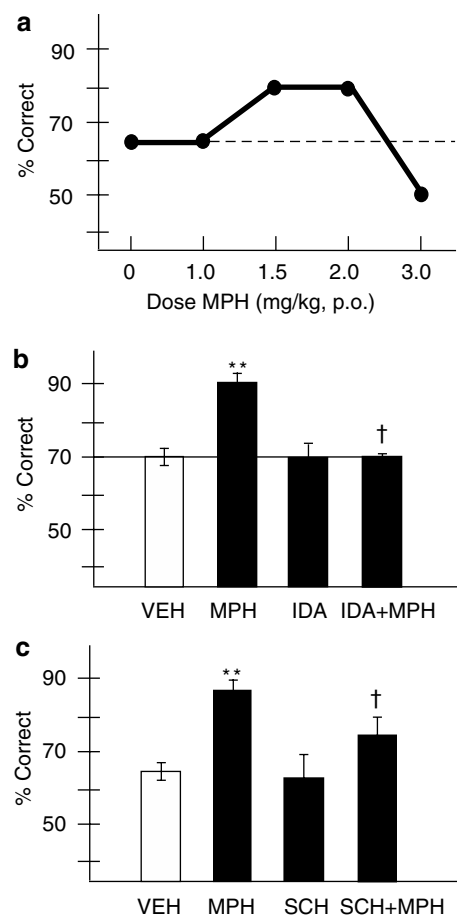 a
90
70
50
% Correct
0 1.0 1.5 2.0 3.0
Dose MPH (mg/kg, p.o.)
b
90
70
50
% Correct
**
†
VEH MPH IDA IDA+MPH
c
90
70
50
% Correct
**
†
VEH MPH SCH SCH+MPH